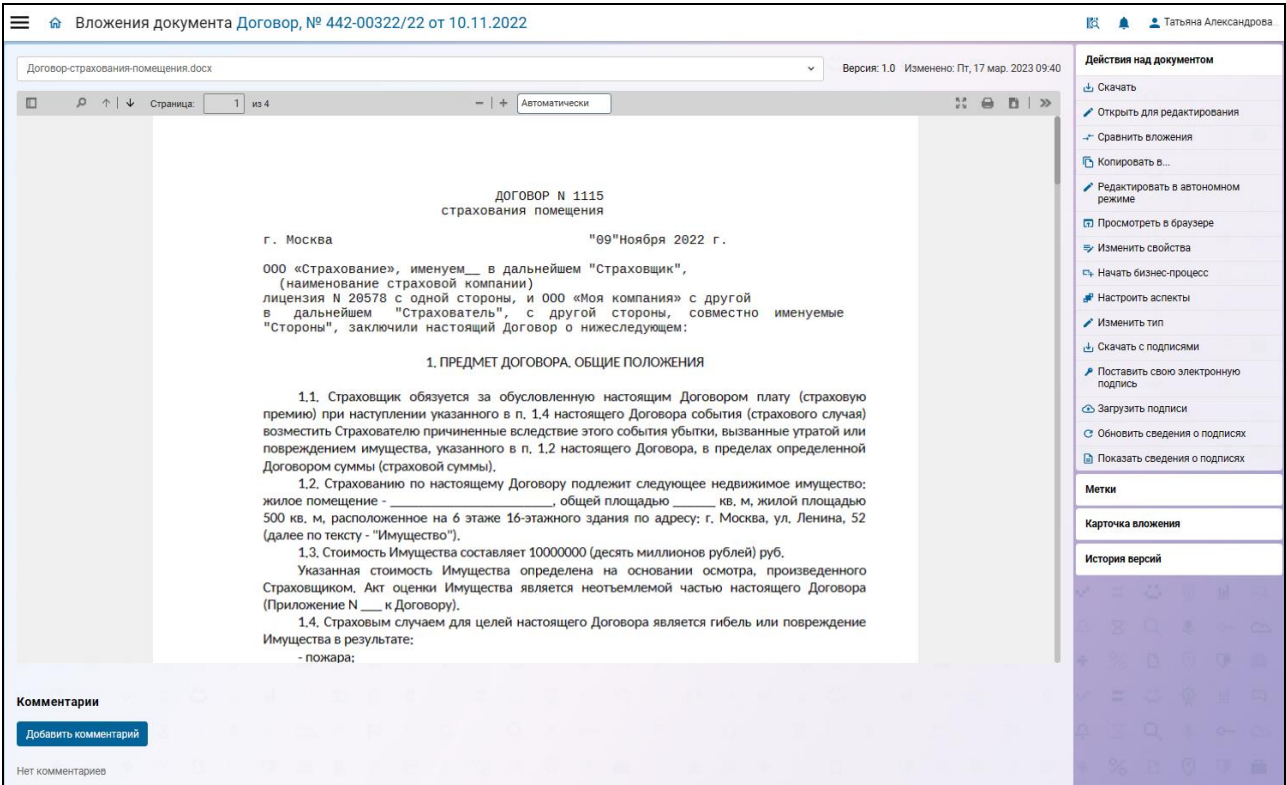 Вложения документа Договор, № 442-00322/22 от 10.11.2022
Татьяна Александрова...
Договор-страхования-помещения.docx
Версия: 1.0 Изменено: Пт, 17 мар. 2023 09:40
Страница: 1 из 4
Автоматически
ДОГОВОР N 1115
страхования помещения
г. Москва "09"Ноября 2022 г.
ООО «Страхование», именуем__ в дальнейшем "Страховщик",
(наименование страховой компании)
лицензия N 20578 с одной стороны, и ООО «Моя компания» с другой
в дальнейшем "Страхователь", с другой стороны, совместно именуемые
"Стороны", заключили настоящий Договор о нижеследующем:
1. ПРЕДМЕТ ДОГОВОРА. ОБЩИЕ ПОЛОЖЕНИЯ
1.1. Страховщик обязуется за обусловленную настоящим Договором плату (страховую
премию) при наступлении указанного в п. 1.4 настоящего Договора события (страхового случая)
возместить Страхователю причиненные вследствие этого события убытки, вызванные утратой или
повреждением имущества, указанного в п. 1.2 настоящего Договора, в пределах определенной
Договором суммы (страховой суммы).
1.2. Страхованию по настоящему Договору подлежит следующее недвижимое имущество:
жилое помещение - _________________________, общей площадью ______ кв. м, жилой площадью
500 кв. м, расположенное на 6 этаже 16-этажного здания по адресу: г. Москва, ул. Ленина, 52
(далее по тексту - "Имущество").
1.3. Стоимость Имущества составляет 10000000 (десять миллионов рублей) руб.
Указанная стоимость Имущества определена на основании осмотра, произведенного
Страховщиком. Акт оценки Имущества является неотъемлемой частью настоящего Договора
(Приложение N ___ к Договору).
1.4. Страховым случаем для целей настоящего Договора является гибель или повреждение
Имущества в результате:
- пожара;
Комментарии
Добавить комментарий
Нет комментариев
Действия над документом
Скачать
Открыть для редактирования
Сравнить вложения
Копировать в...
Редактировать в автономном
режиме
Просмотреть в браузере
Изменить свойства
Начать бизнес-процесс
Настроить аспекты
Изменить тип
Скачать с подписями
Поставить свою электронную
подпись
Загрузить подписи
Обновить сведения о подписях
Показать сведения о подписях
Метки
Карточка вложения
История версий